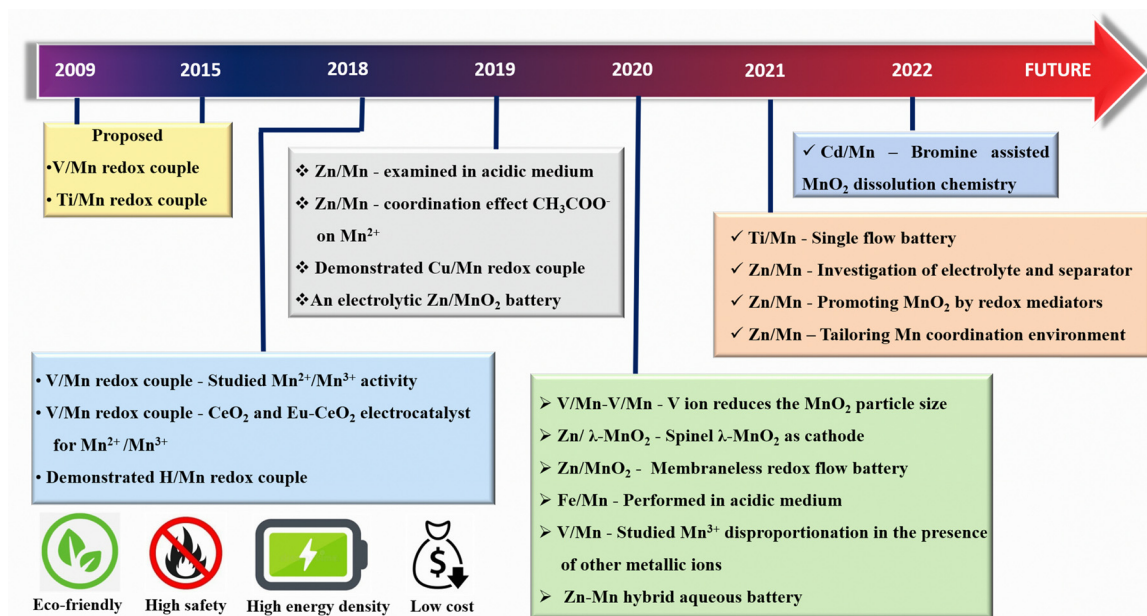 2009 2015 2018 2019 2020 2021 2022 FUTURE
Proposed
•V/Mn redox couple
• Ti/Mn redox couple
❖ Zn/Mn - examined in acidic medium
❖ Zn/Mn - coordination effect CH₃COO⁻
on Mn²⁺
❖ Demonstrated Cu/Mn redox couple
❖An electrolytic Zn/MnO₂ battery
✓ Cd/Mn – Bromine assisted
MnO₂ dissolution chemistry
✓ Ti/Mn - Single flow battery
✓ Zn/Mn - Investigation of electrolyte and separator
✓ Zn/Mn - Promoting MnO₂ by redox mediators
✓ Zn/Mn – Tailoring Mn coordination environment
• V/Mn redox couple - Studied Mn²⁺/Mn³⁺ activity
• V/Mn redox couple - CeO₂ and Eu-CeO₂ electrocatalyst
for Mn²⁺ /Mn³⁺
• Demonstrated H/Mn redox couple
➢ V/Mn-V/Mn - V ion reduces the MnO₂ particle size
➢ Zn/ λ-MnO₂ - Spinel λ-MnO₂ as cathode
➢ Zn/MnO₂ - Membraneless redox flow battery
➢ Fe/Mn - Performed in acidic medium
➢ V/Mn - Studied Mn³⁺ disproportionation in the presence
of other metallic ions
➢ Zn-Mn hybrid aqueous battery
$
Eco-friendly High safety High energy density Low cost